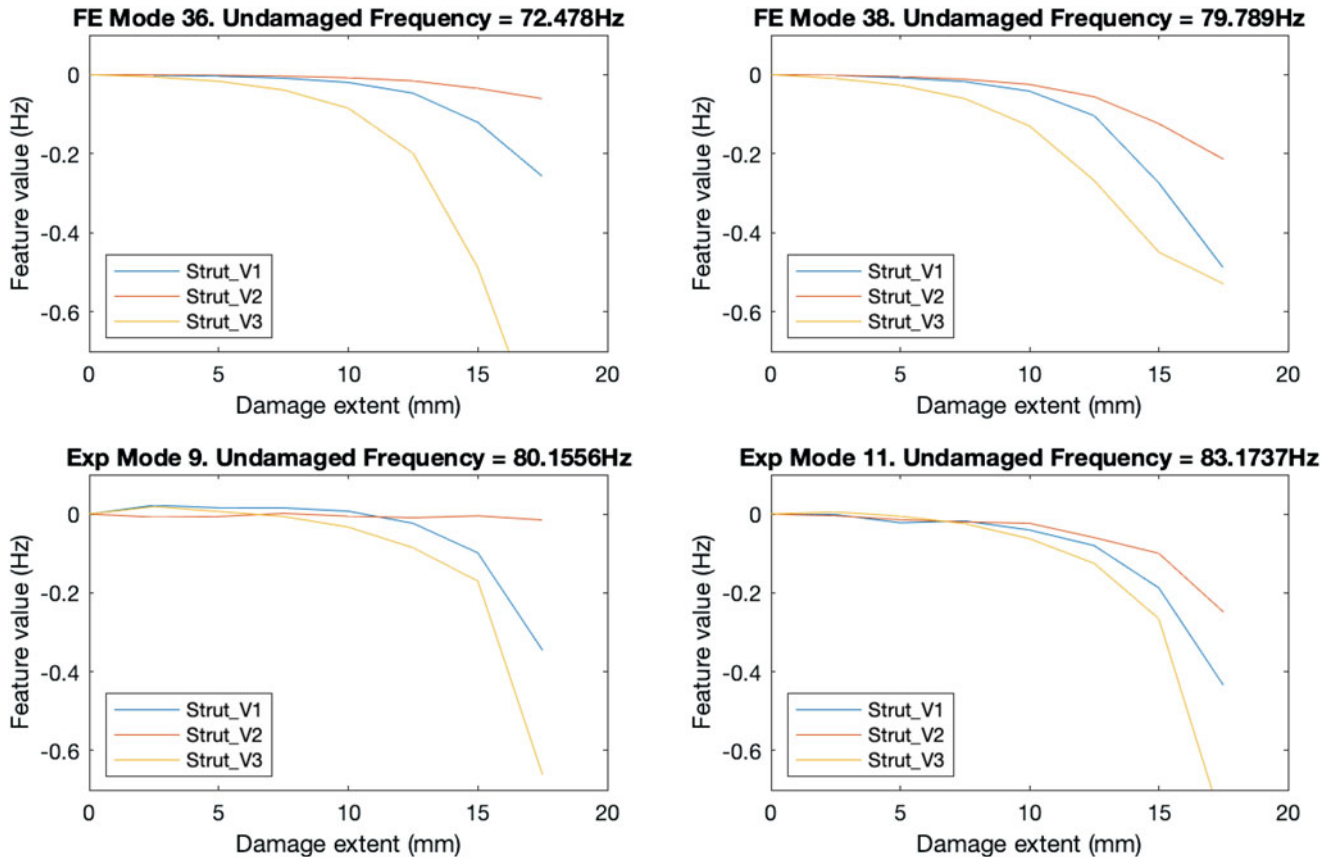 FE Mode 36. Undamaged Frequency = 72.478Hz
0
-0.2
-0.4
-0.6
Feature value (Hz)
Strut_V1
Strut_V2
Strut_V3
0 5 10 15 20
Damage extent (mm)
FE Mode 38. Undamaged Frequency = 79.789Hz
0
-0.2
-0.4
-0.6
Feature value (Hz)
Strut_V1
Strut_V2
Strut_V3
0 5 10 15 20
Damage extent (mm)
Exp Mode 9. Undamaged Frequency = 80.1556Hz
0
-0.2
-0.4
-0.6
Feature value (Hz)
Strut_V1
Strut_V2
Strut_V3
0 5 10 15 20
Damage extent (mm)
Exp Mode 11. Undamaged Frequency = 83.1737Hz
0
-0.2
-0.4
-0.6
Feature value (Hz)
Strut_V1
Strut_V2
Strut_V3
0 5 10 15 20
Damage extent (mm)